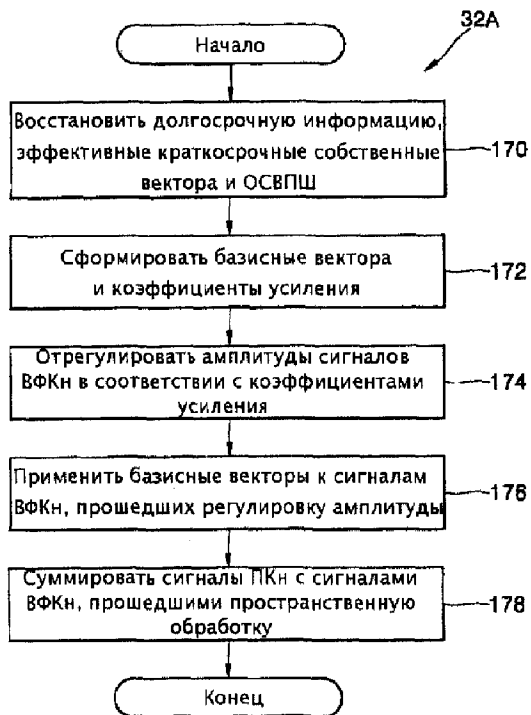 32А
Начало
Восстановить долгосрочную информацию,
эффективные краткосрочные собственные
вектора и ОСВПШ
170
Сформировать базисные вектора
и коэффициенты усиления
172
Отрегулировать амплитуды сигналов
ВФКн в соответствии с коэффициентами
усиления
174
Применить базисные векторы к сигналам
ВФКн, прошедших регулировку амплитуды
176
Суммировать сигналы ПКн с сигналами
ВФКн, прошедшими пространственную
обработку
178
Конец